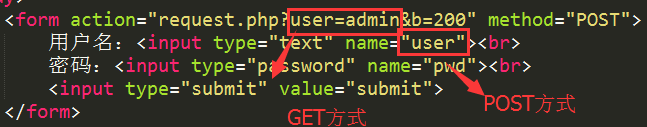 <form action="request.php?user=admin&b=200" method="POST">
用户名：<input type="text" name="user"><br>
密码：<input type="password" name="pwd"><br>
<input type="submit" value="submit">
</form>
GET方式
POST方式